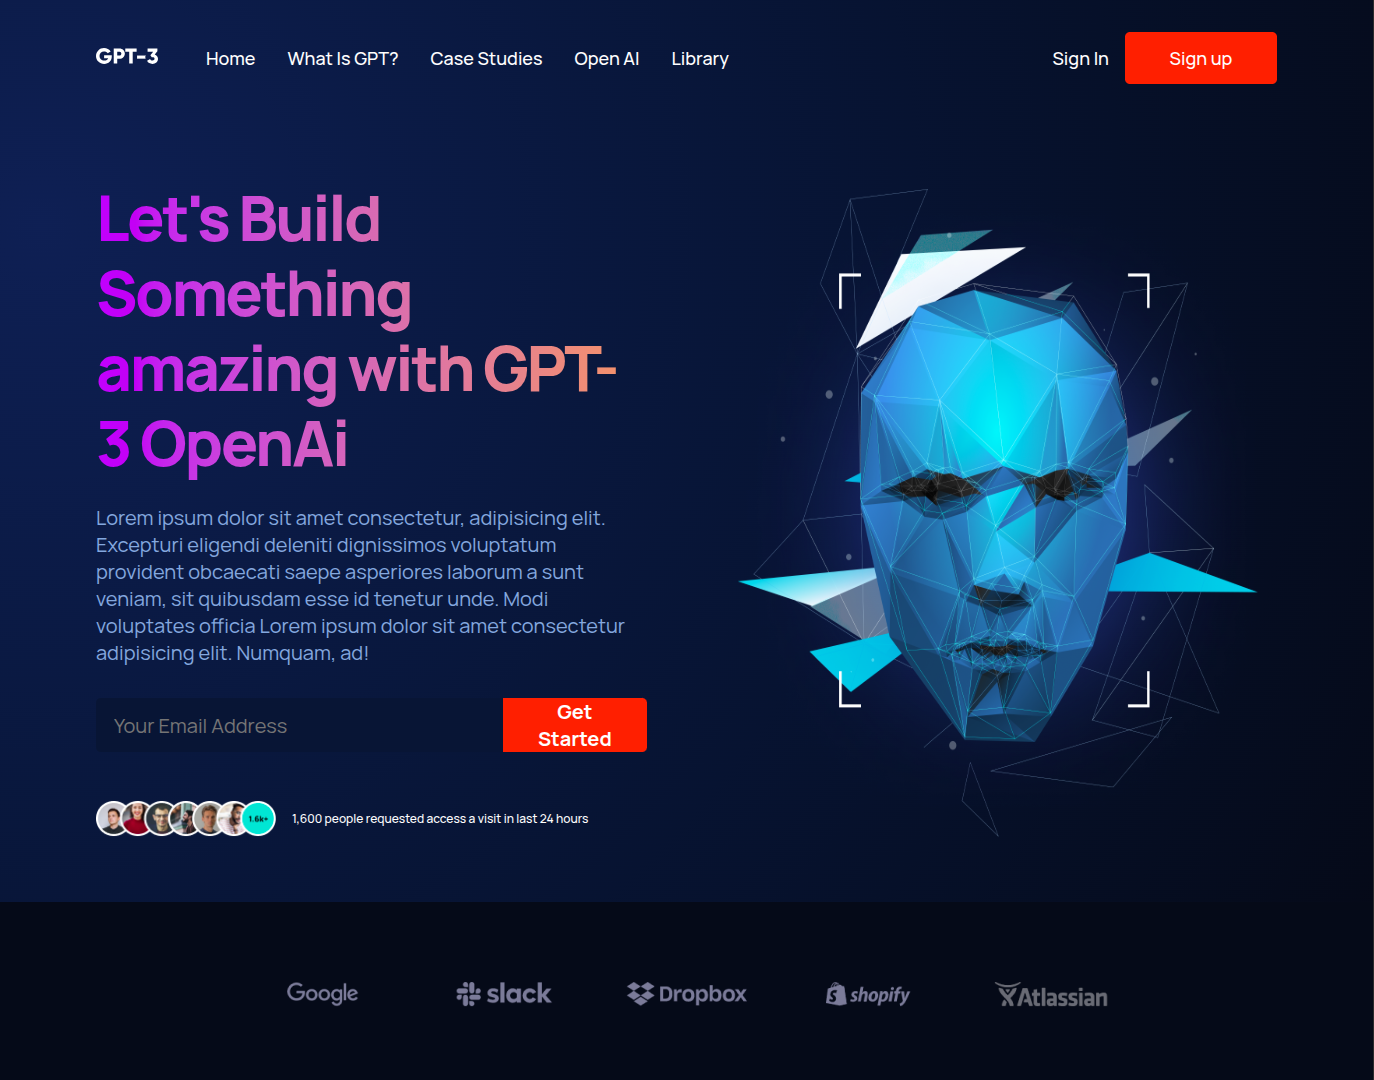 GPT-3 Home What Is GPT? Case Studies Open AI Library Sign In Sign up
Let's Build
Something
amazing with GPT-
3 OpenAi
Lorem ipsum dolor sit amet consectetur, adipisicing elit.
Excepturi eligendi deleniti dignissimos voluptatum
provident obcaecati saepe asperiores laborum a sunt
veniam, sit quibusdam esse id tenetur unde. Modi
voluptates officia Lorem ipsum dolor sit amet consectetur
adipisicing elit. Numquam, ad!
Your Email Address
Get
Started
1.6k+ 1,600 people requested access a visit in last 24 hours
Google slack Dropbox shopify Atlassian